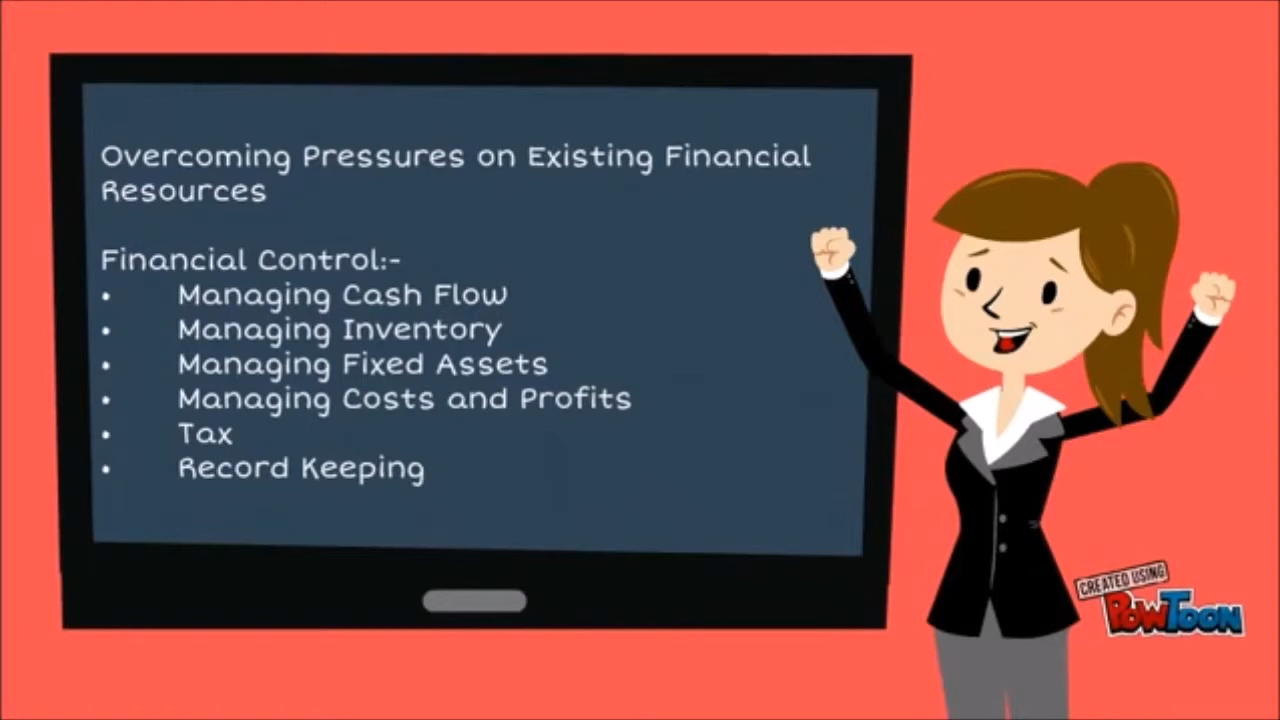 Overcoming Pressures on Existing Financial
Resources
Financial Control:-
• Managing Cash Flow
• Managing Inventory
• Managing Fixed Assets
• Managing Costs and Profits
• Tax
• Record Keeping
CREATED USING
POWTOON